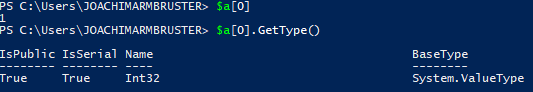 PS C:\Users\JOACHIMARMBRUSTER> $a[0]
1
PS C:\Users\JOACHIMARMBRUSTER> $a[0].GetType()
IsPublic IsSerial Name                                     BaseType
-------- -------- ----                                     --------
True     True     Int32                                    System.ValueType